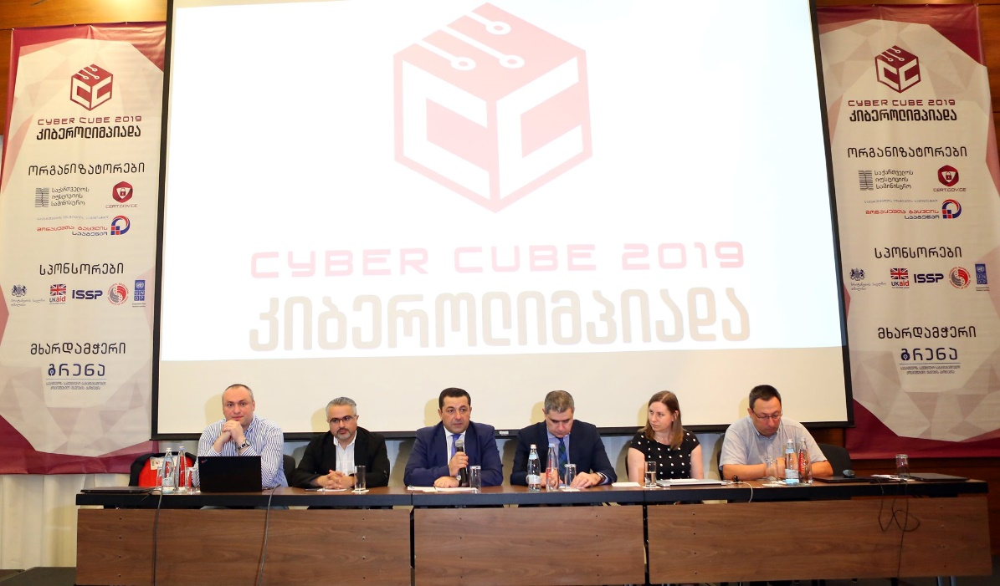 CYBER CUBE 2019
კიბეროლიმპიადა
ორგანიზატორები
საქართველოს
იუსტიციის
სამინისტრო
CERT.GOV.GE
მონაცემთა გაცვლის
სააგენტო
სპონსორები
UKaid
ISSP
მხარდამჭერი
გრენა
CYBER CUBE 2019
კიბეროლიმპიადა
CYBER CUBE 2019
კიბეროლიმპიადა
ორგანიზატორები
საქართველოს
იუსტიციის
სამინისტრო
CERT.GOV.GE
მონაცემთა გაცვლის
სააგენტო
სპონსორები
UKaid
ISSP
მხარდამჭერი
გრენა